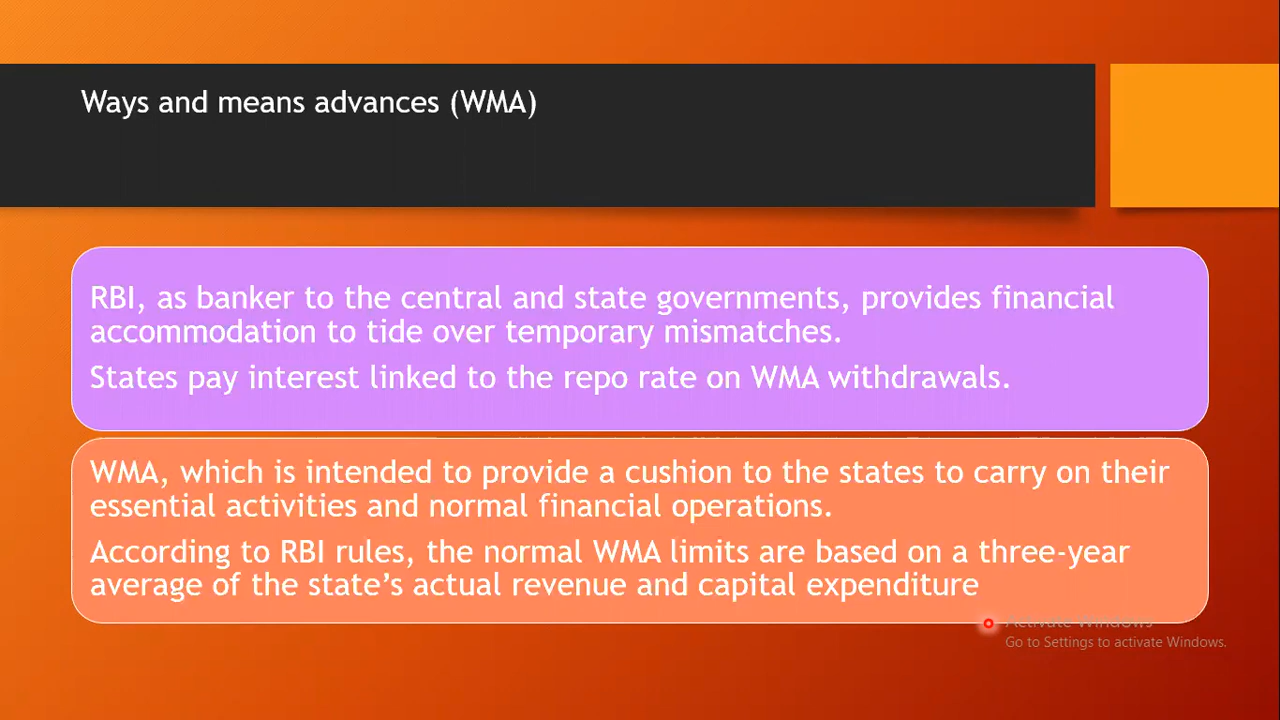 Ways and means advances (WMA)
RBI, as banker to the central and state governments, provides financial
accommodation to tide over temporary mismatches.
States pay interest linked to the repo rate on WMA withdrawals.
WMA, which is intended to provide a cushion to the states to carry on their
essential activities and normal financial operations.
According to RBI rules, the normal WMA limits are based on a three-year
average of the state’s actual revenue and capital expenditure
Activate Windows
Go to Settings to activate Windows.